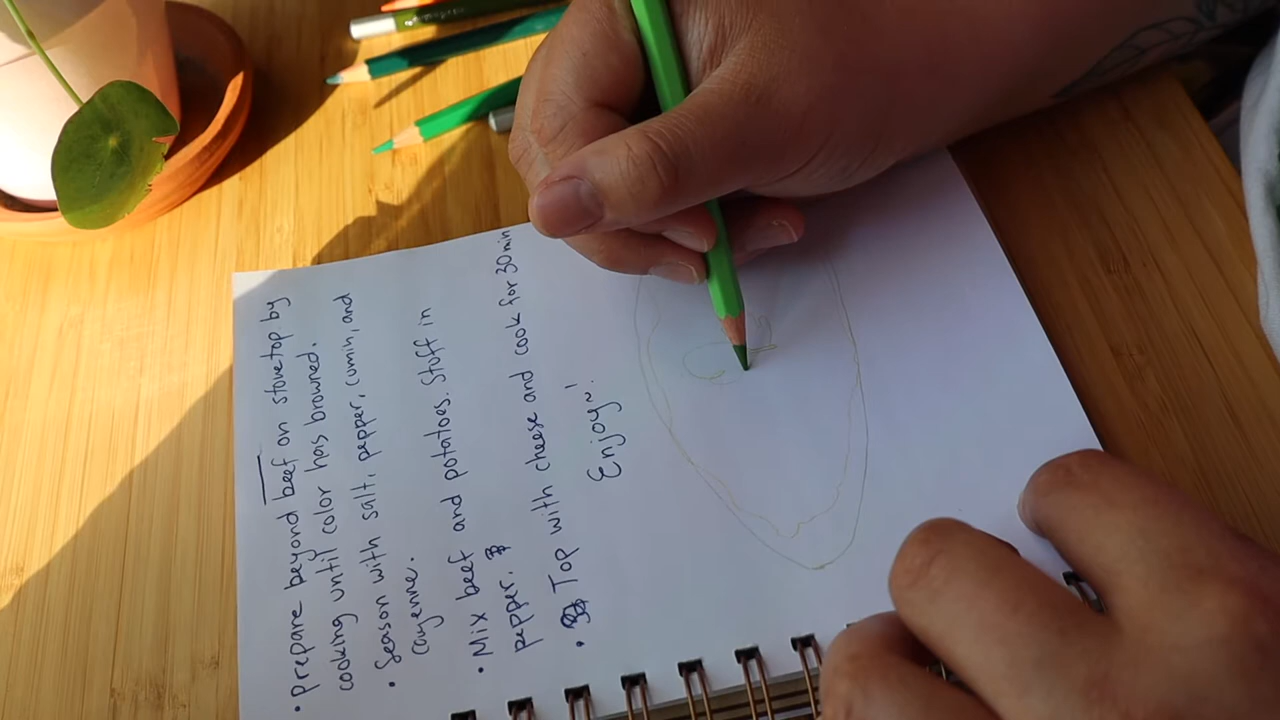 • Prepare beyond beef on stovetop by
cooking until color has browned.
• Season with salt, pepper, cumin, and
cayenne.
• Mix beef and potatoes. Stuff in
pepper.
• Top with cheese and cook for 30 min
Enjoy~!